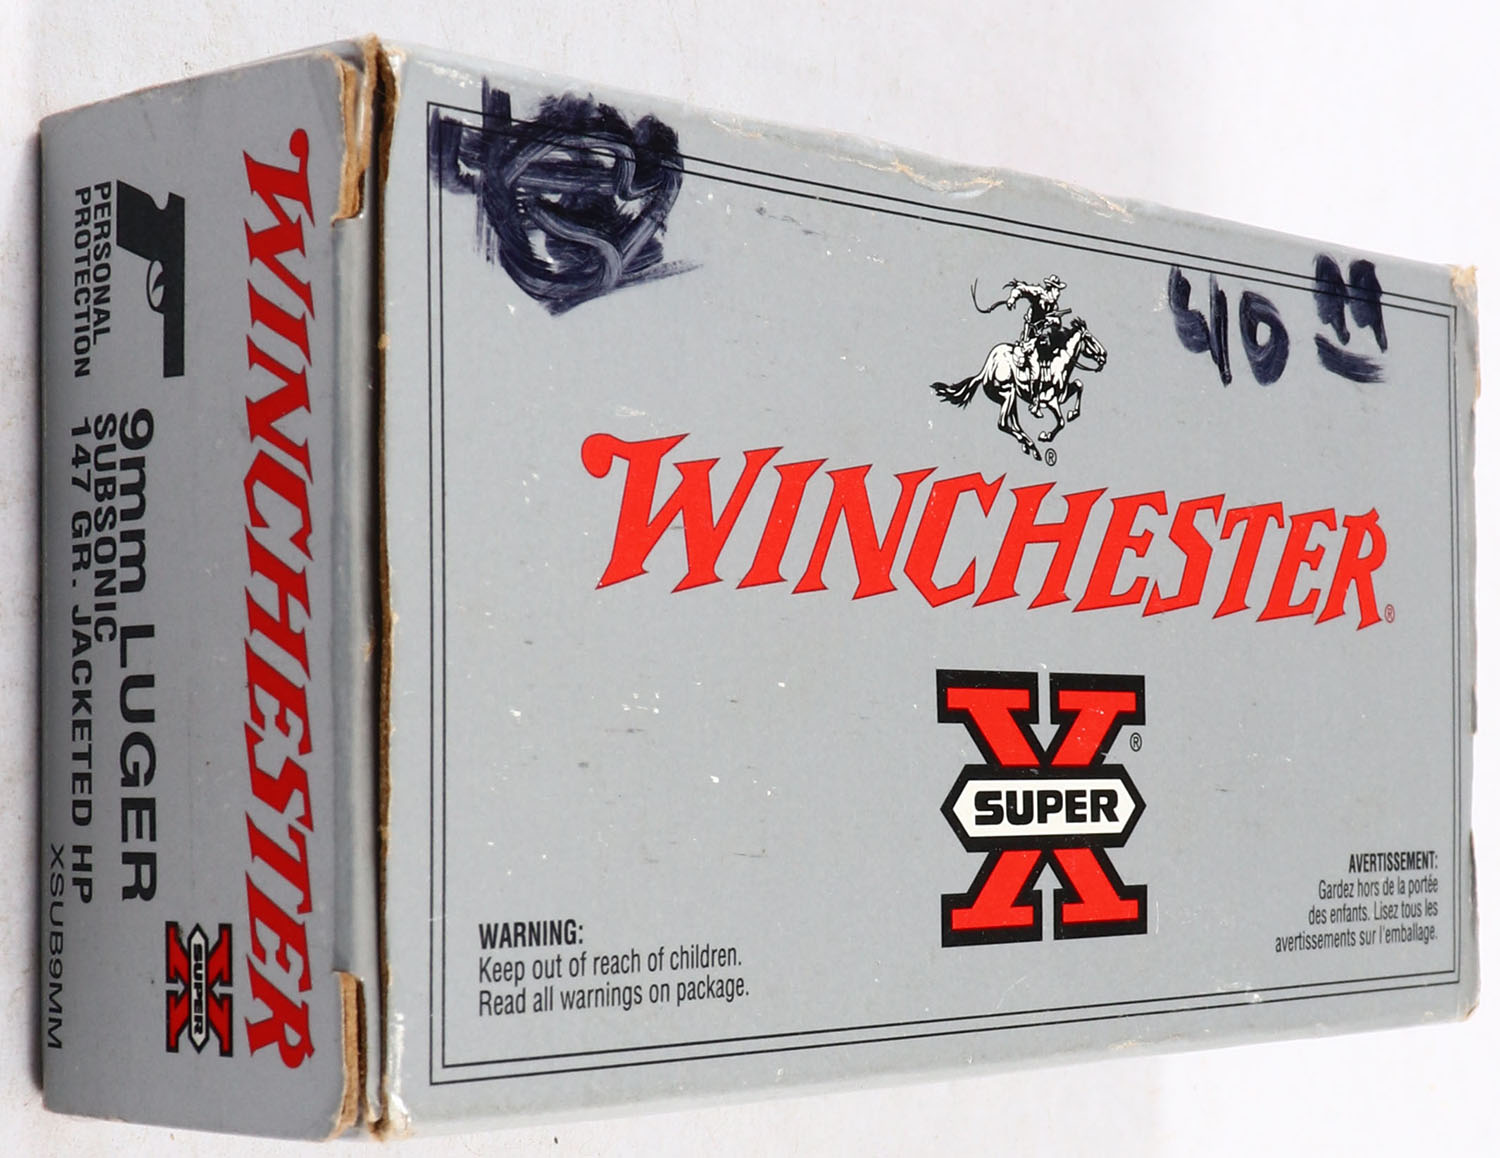 WINCHESTER
PERSONAL
PROTECTION
9mm LUGER
SUBSONIC
147 GR. JACKETED HP
XSUB9MM
SUPER
X
40
®
WINCHESTER®
X®
SUPER
WARNING:
Keep out of reach of children.
Read all warnings on package.
AVERTISSEMENT:
Gardez hors de la portée
des enfants. Lisez tous les
avertissements sur l'emballage.